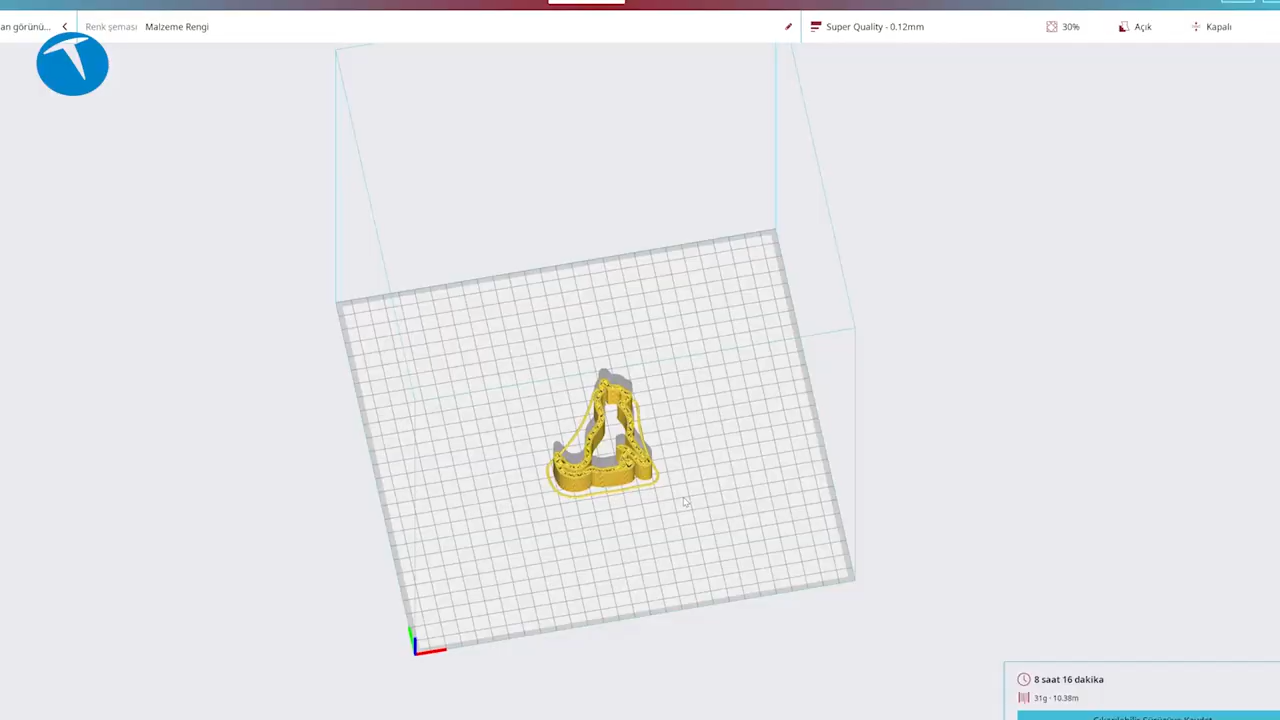 an görünü...
Renk şeması Malzeme Rengi
Super Quality - 0.12mm
30%
Açık
Kapalı
8 saat 16 dakika
31g · 10.38m